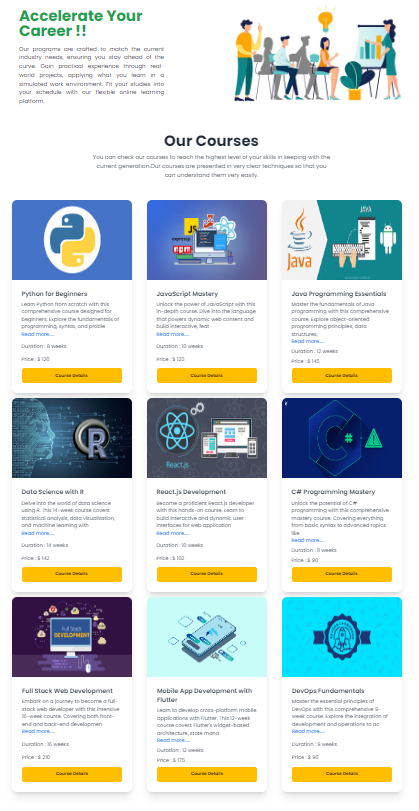 Accelerate Your
Career !!
Our programs are crafted to match the current
industry needs, ensuring you stay ahead of the
curve. Gain practical experience through real-
world projects, applying what you learn in a
simulated work environment. Fit your studies into
your schedule with our flexible online learning
platform.
Our Courses
You can check our courses to reach the highest level of your skills in keeping with the
current generation.Our courses are presented in very clear techniques so that you
can understand them very easily.
Python for Beginners
Learn Python from scratch with this
comprehensive course designed for
beginners. Explore the fundamentals of
programming, syntax, and proble
Read more....
Duration : 8 weeks
Price : $ 120
Course Details
JS
express
npm
JavaScript Mastery
Unlock the power of JavaScript with this
in-depth course. Dive into the language
that powers dynamic web content and
build interactive, feat
Read more....
Duration : 10 weeks
Price : $ 135
Course Details
JAVA
Java
Java Programming Essentials
Master the fundamentals of Java
programming with this comprehensive
course. Explore object-oriented
programming principles, data
structures,
Read more....
Duration : 12 weeks
Price : $ 145
Course Details
R
Data Science with R
Delve into the world of data science
using R. This 14-week course covers
statistical analysis, data visualization,
and machine learning with
Read more....
Duration : 14 weeks
Price : $ 142
Course Details
React.js
React.js Development
Become a proficient React.js developer
with this hands-on course. Learn to
build interactive and dynamic user
interfaces for web application
Read more....
Duration : 10 weeks
Price : $ 102
Course Details
C #
C# Programming Mastery
Unlock the potential of C#
programming with this comprehensive
mastery course. Covering everything
from basic syntax to advanced topics
like
Read more....
Duration : 11 weeks
Price : $ 90
Course Details
Full Stack
DEVELOPMENT
Full Stack Web Development
Embark on a journey to become a full-
stack web developer with this intensive
16-week course. Covering both front-
end and back-end developmen
Read more....
Duration : 16 weeks
Price : $ 210
Course Details
Mobile App Development with
Flutter
Learn to develop cross-platform mobile
applications with Flutter. This 12-week
course covers Flutter's widget-based
architecture, state mana
Read more....
Duration : 12 weeks
Price : $ 175
Course Details
DevOps Fundamentals
Master the essential principles of
DevOps with this comprehensive 9-
week course. Explore the integration of
development and operations to ac
Read more....
Duration : 9 weeks
Price : $ 90
Course Details